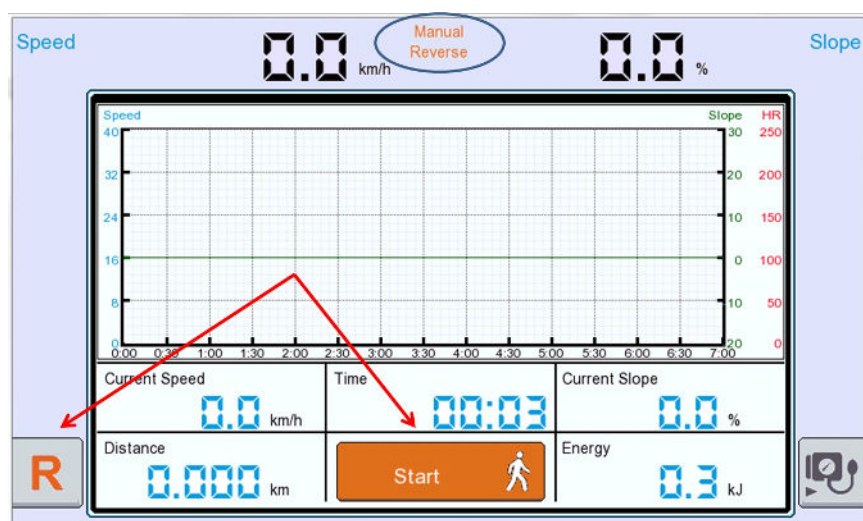 Speed
0.0 km/h
Manual
Reverse
0.0 %
Slope
Speed
Slope HR
40
32
24
16
8
0
30
20
10
0
10
20
250
200
150
100
50
0
0:00 0:30 1:00 1:30 2:00 2:30 3:00 3:30 4:00 4:30 5:00 5:30 6:00 6:30 7:00
Current Speed
0.0 km/h
Time
00:03
Current Slope
0.0 %
Distance
0.000 km
Start
Energy
0.3 kJ
R